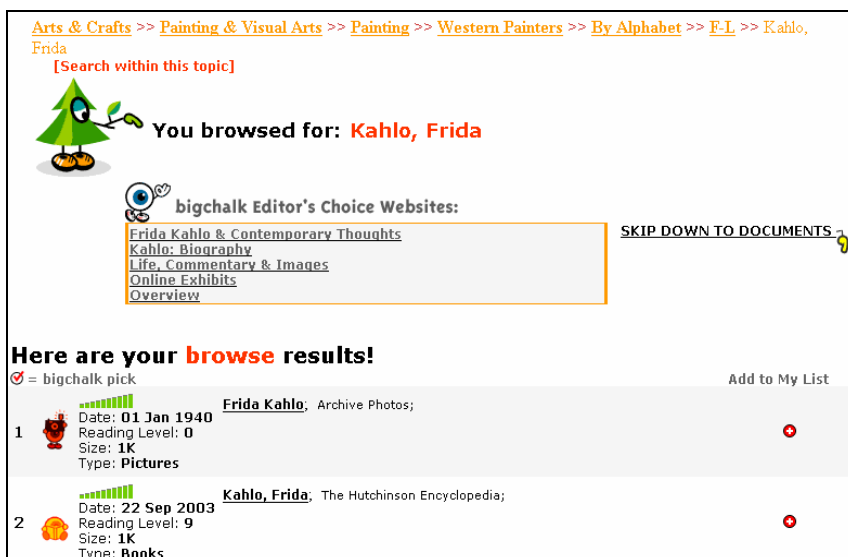 Arts & Crafts >> Painting & Visual Arts >> Painting >> Western Painters >> By Alphabet >> F-L >> Kahlo,
Frida
[Search within this topic]
You browsed for: Kahlo, Frida
bigchalk Editor's Choice Websites:
Frida Kahlo & Contemporary Thoughts
Kahlo: Biography
Life, Commentary & Images
Online Exhibits
Overview
SKIP DOWN TO DOCUMENTS
Here are your browse results!
= bigchalk pick
Add to My List
1
Frida Kahlo; Archive Photos;
Date: 01 Jan 1940
Reading Level: 0
Size: 1K
Type: Pictures
2
Kahlo, Frida; The Hutchinson Encyclopedia;
Date: 22 Sep 2003
Reading Level: 9
Size: 1K
Type: Books